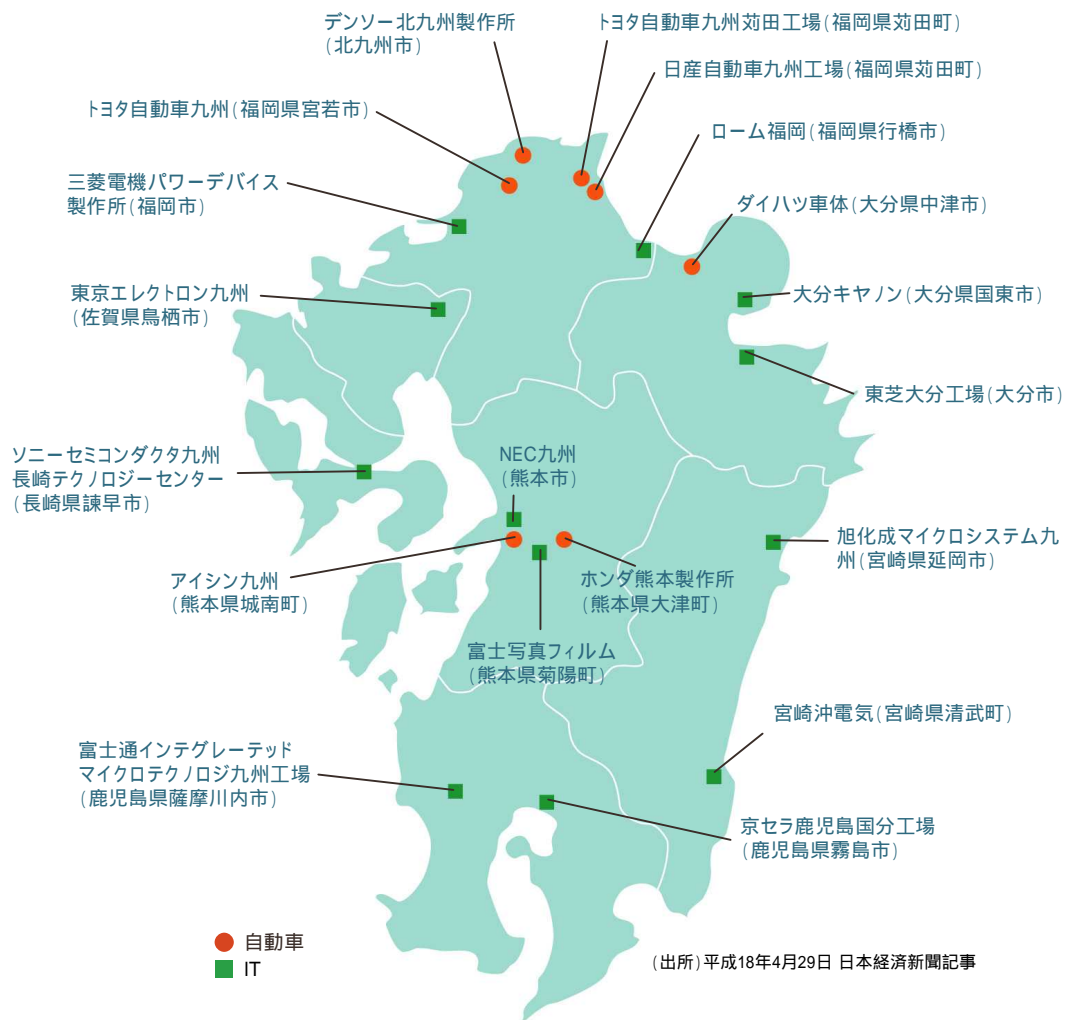 デンソー北九州製作所
(北九州市)
トヨタ自動車九州苅田工場(福岡県苅田町)
日産自動車九州工場(福岡県苅田町)
トヨタ自動車九州(福岡県宮若市)
ローム福岡(福岡県行橋市)
三菱電機パワーデバイス
製作所(福岡市)
ダイハツ車体(大分県中津市)
東京エレクトロン九州
(佐賀県鳥栖市)
大分キヤノン(大分県国東市)
東芝大分工場(大分市)
ソニーセミコンダクタ九州
長崎テクノロジーセンター
(長崎県諫早市)
NEC九州
(熊本市)
旭化成マイクロシステム九
州(宮崎県延岡市)
アイシン九州
(熊本県城南町)
ホンダ熊本製作所
(熊本県大津町)
富士写真フィルム
(熊本県菊陽町)
宮崎沖電気(宮崎県清武町)
富士通インテグレーテッド
マイクロテクノロジ九州工場
(鹿児島県薩摩川内市)
京セラ鹿児島国分工場
(鹿児島県霧島市)
自動車
IT
(出所)平成18年4月29日 日本経済新聞記事